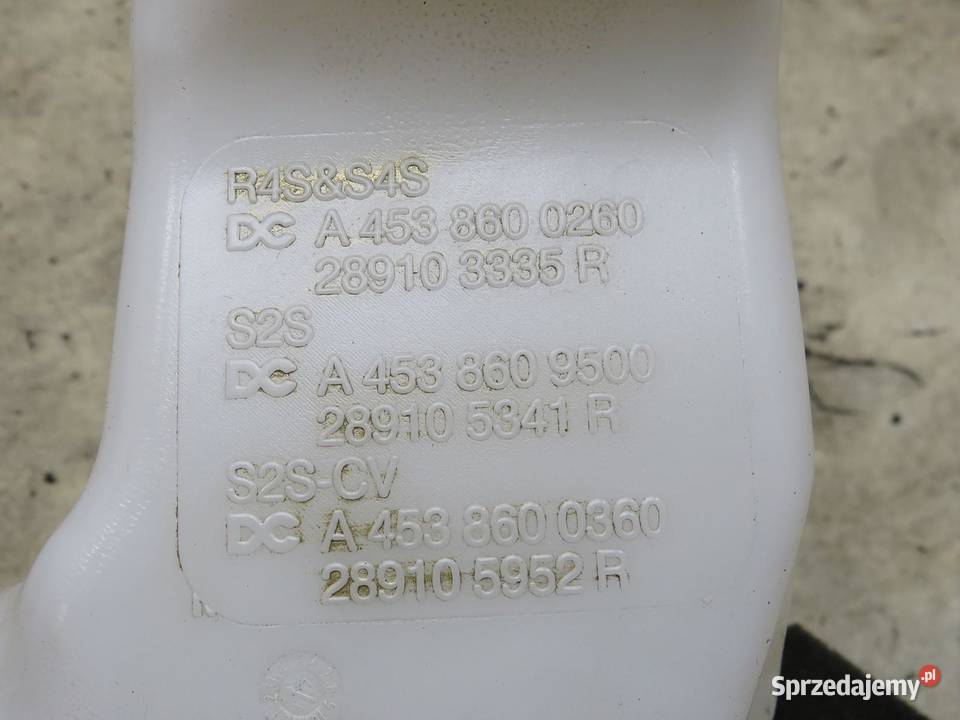 R4S&S4S
DC A 453 860 0260
28910 3335 R
S2S
DC A 453 860 9500
28910 5341 R
S2S-CV
DC A 453 860 0360
28910 5952 R
Sprzedajemy.pl